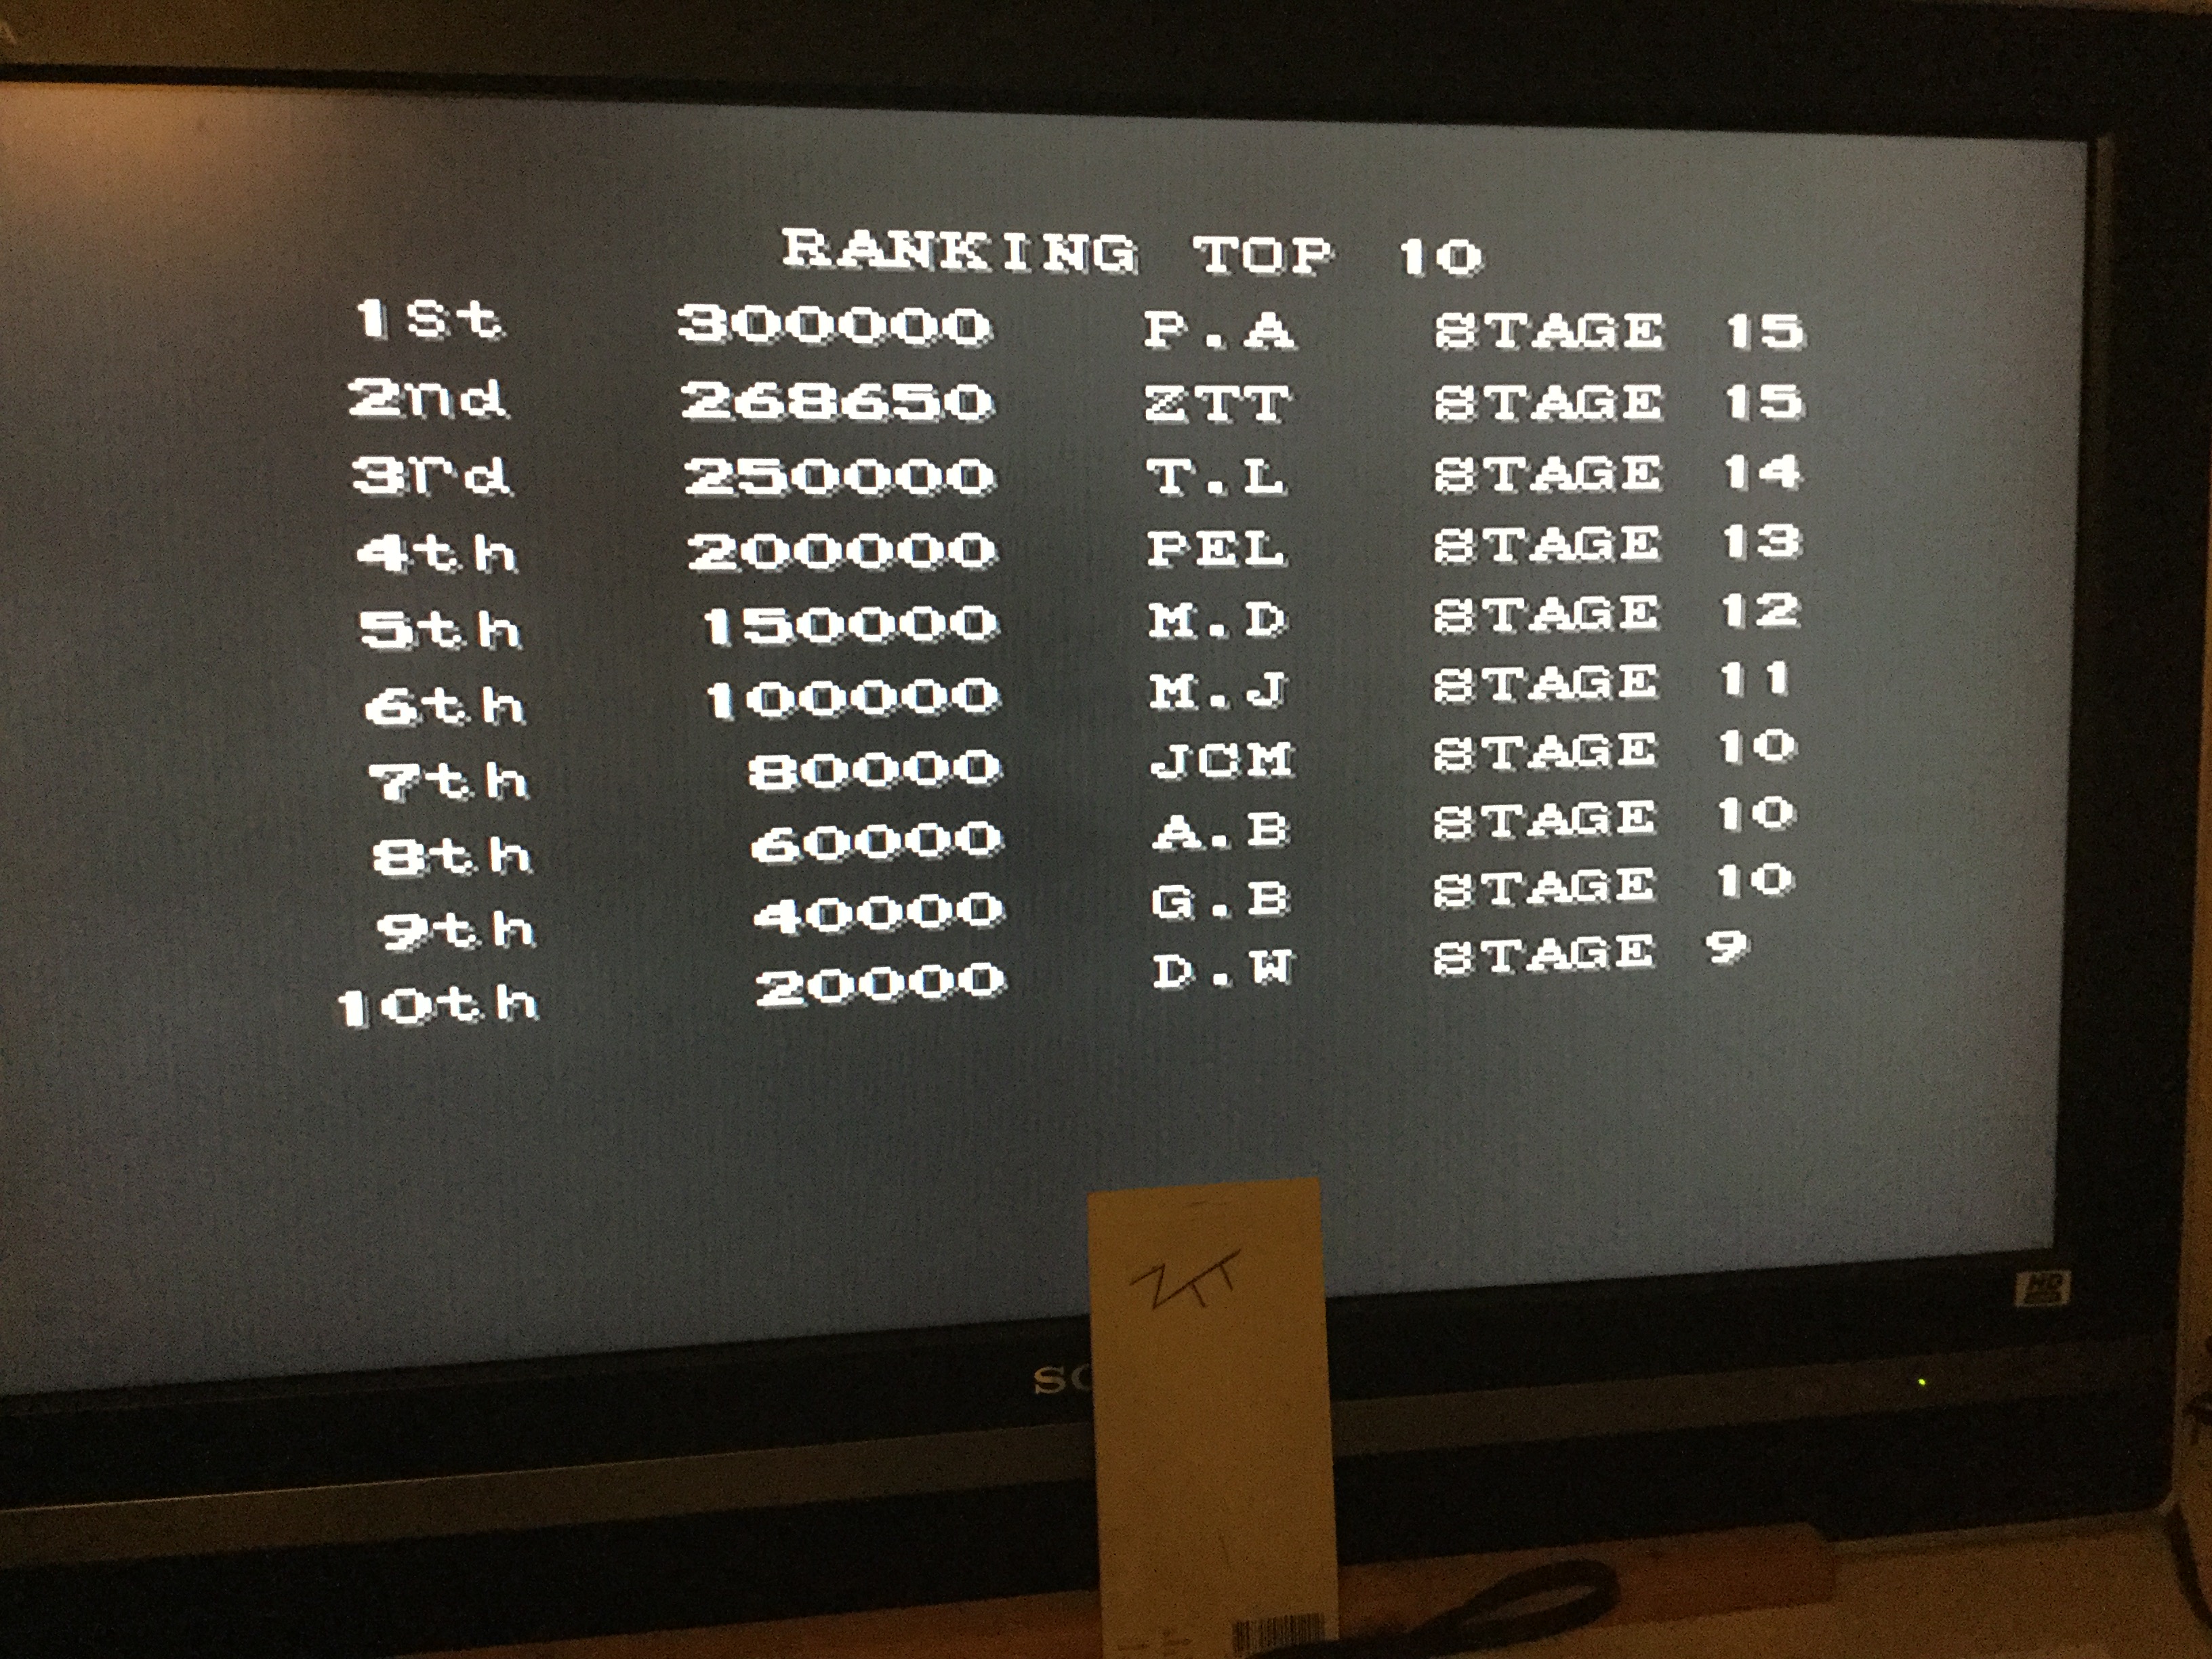 RANKING TOP 10
1St 300000 P.A STAGE 15
2nd 268650 ZTT STAGE 15
3rd 250000 T.L STAGE 14
4th 200000 PEL STAGE 13
5th 150000 M.D STAGE 12
6th 100000 M.J STAGE 11
7th 80000 JCM STAGE 10
8th 60000 A.B STAGE 10
9th 40000 G.B STAGE 10
10th 20000 D.W STAGE 9
ZTT
HD